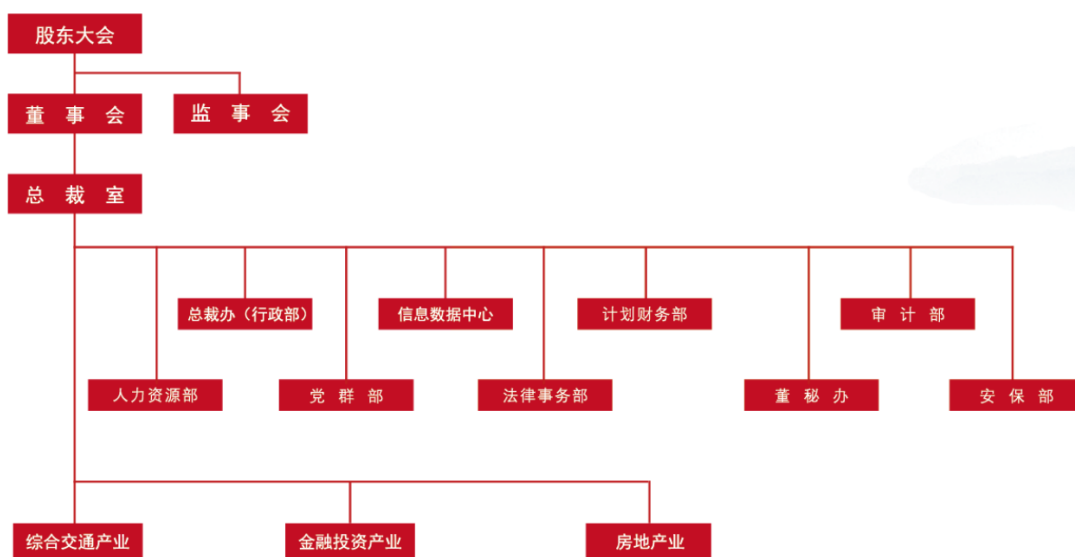 股东大会
董事会
监事会
总裁室
总裁办（行政部）
信息数据中心
计划财务部
审计部
人力资源部
党群部
法律事务部
董秘办
安保部
综合交通产业
金融投资产业
房地产业